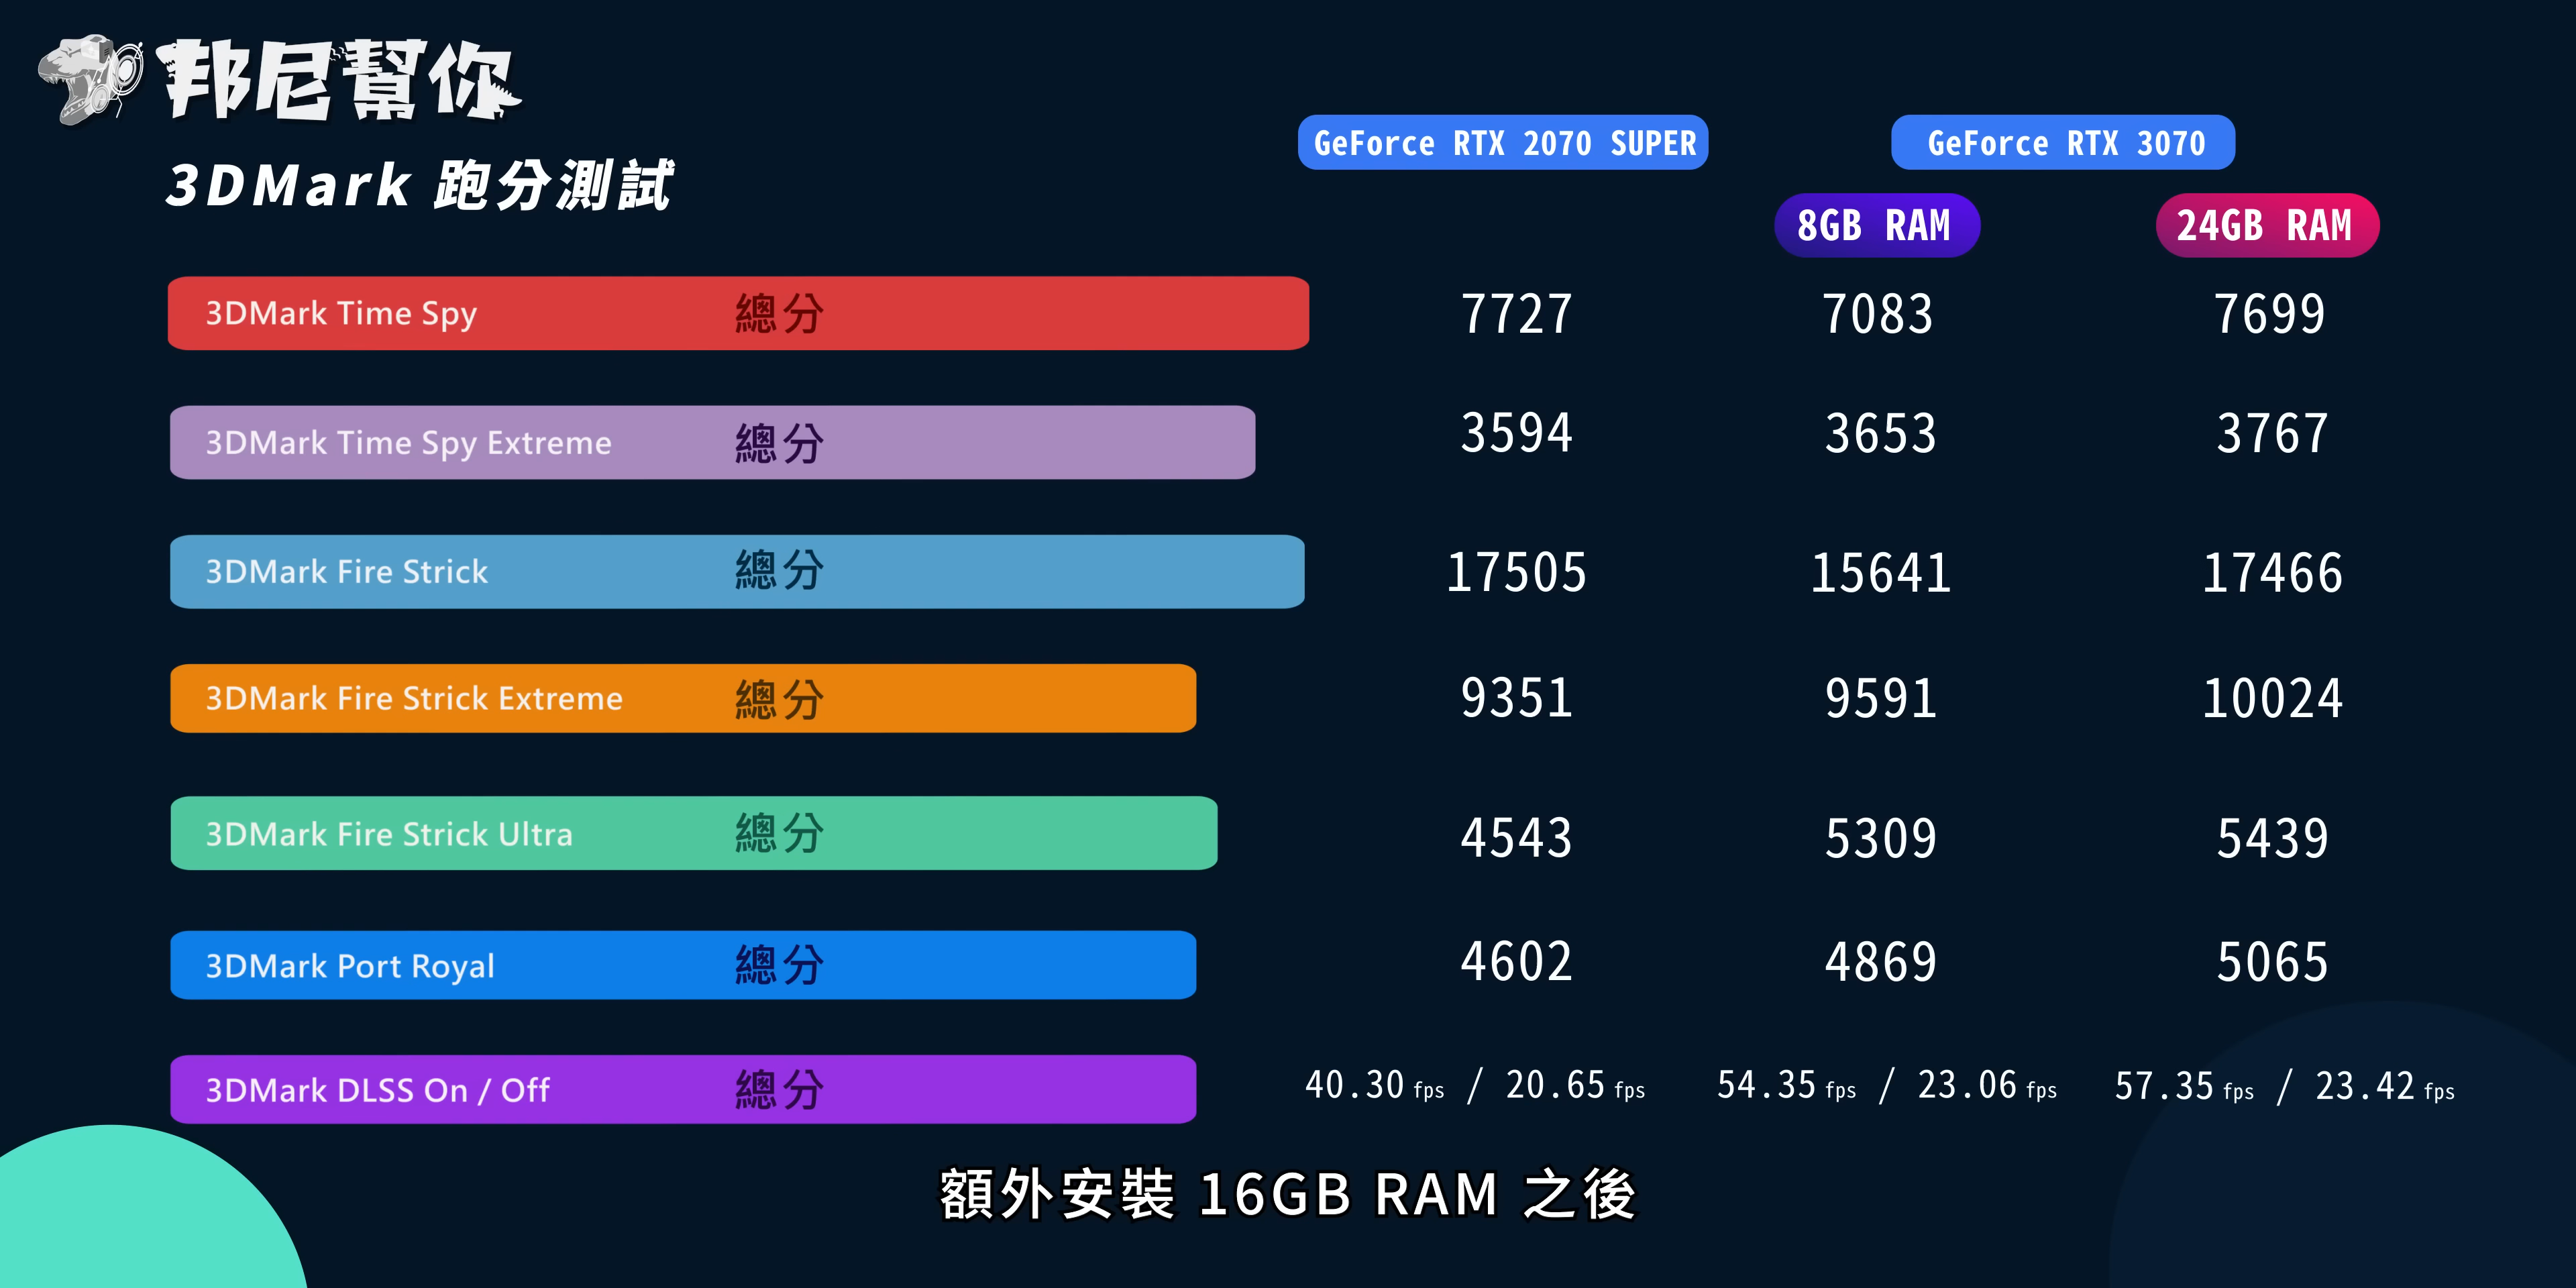 邦尼幫你
3DMark 跑分測試
GeForce RTX 2070 SUPER GeForce RTX 3070
8GB RAM 24GB RAM
3DMark Time Spy 總分 7727 7083 7699
3DMark Time Spy Extreme 總分 3594 3653 3767
3DMark Fire Strick 總分 17505 15641 17466
3DMark Fire Strick Extreme 總分 9351 9591 10024
3DMark Fire Strick Ultra 總分 4543 5309 5439
3DMark Port Royal 總分 4602 4869 5065
3DMark DLSS On / Off 總分 40.30 fps / 20.65 fps 54.35 fps / 23.06 fps 57.35 fps / 23.42 fps
額外安裝 16GB RAM 之後